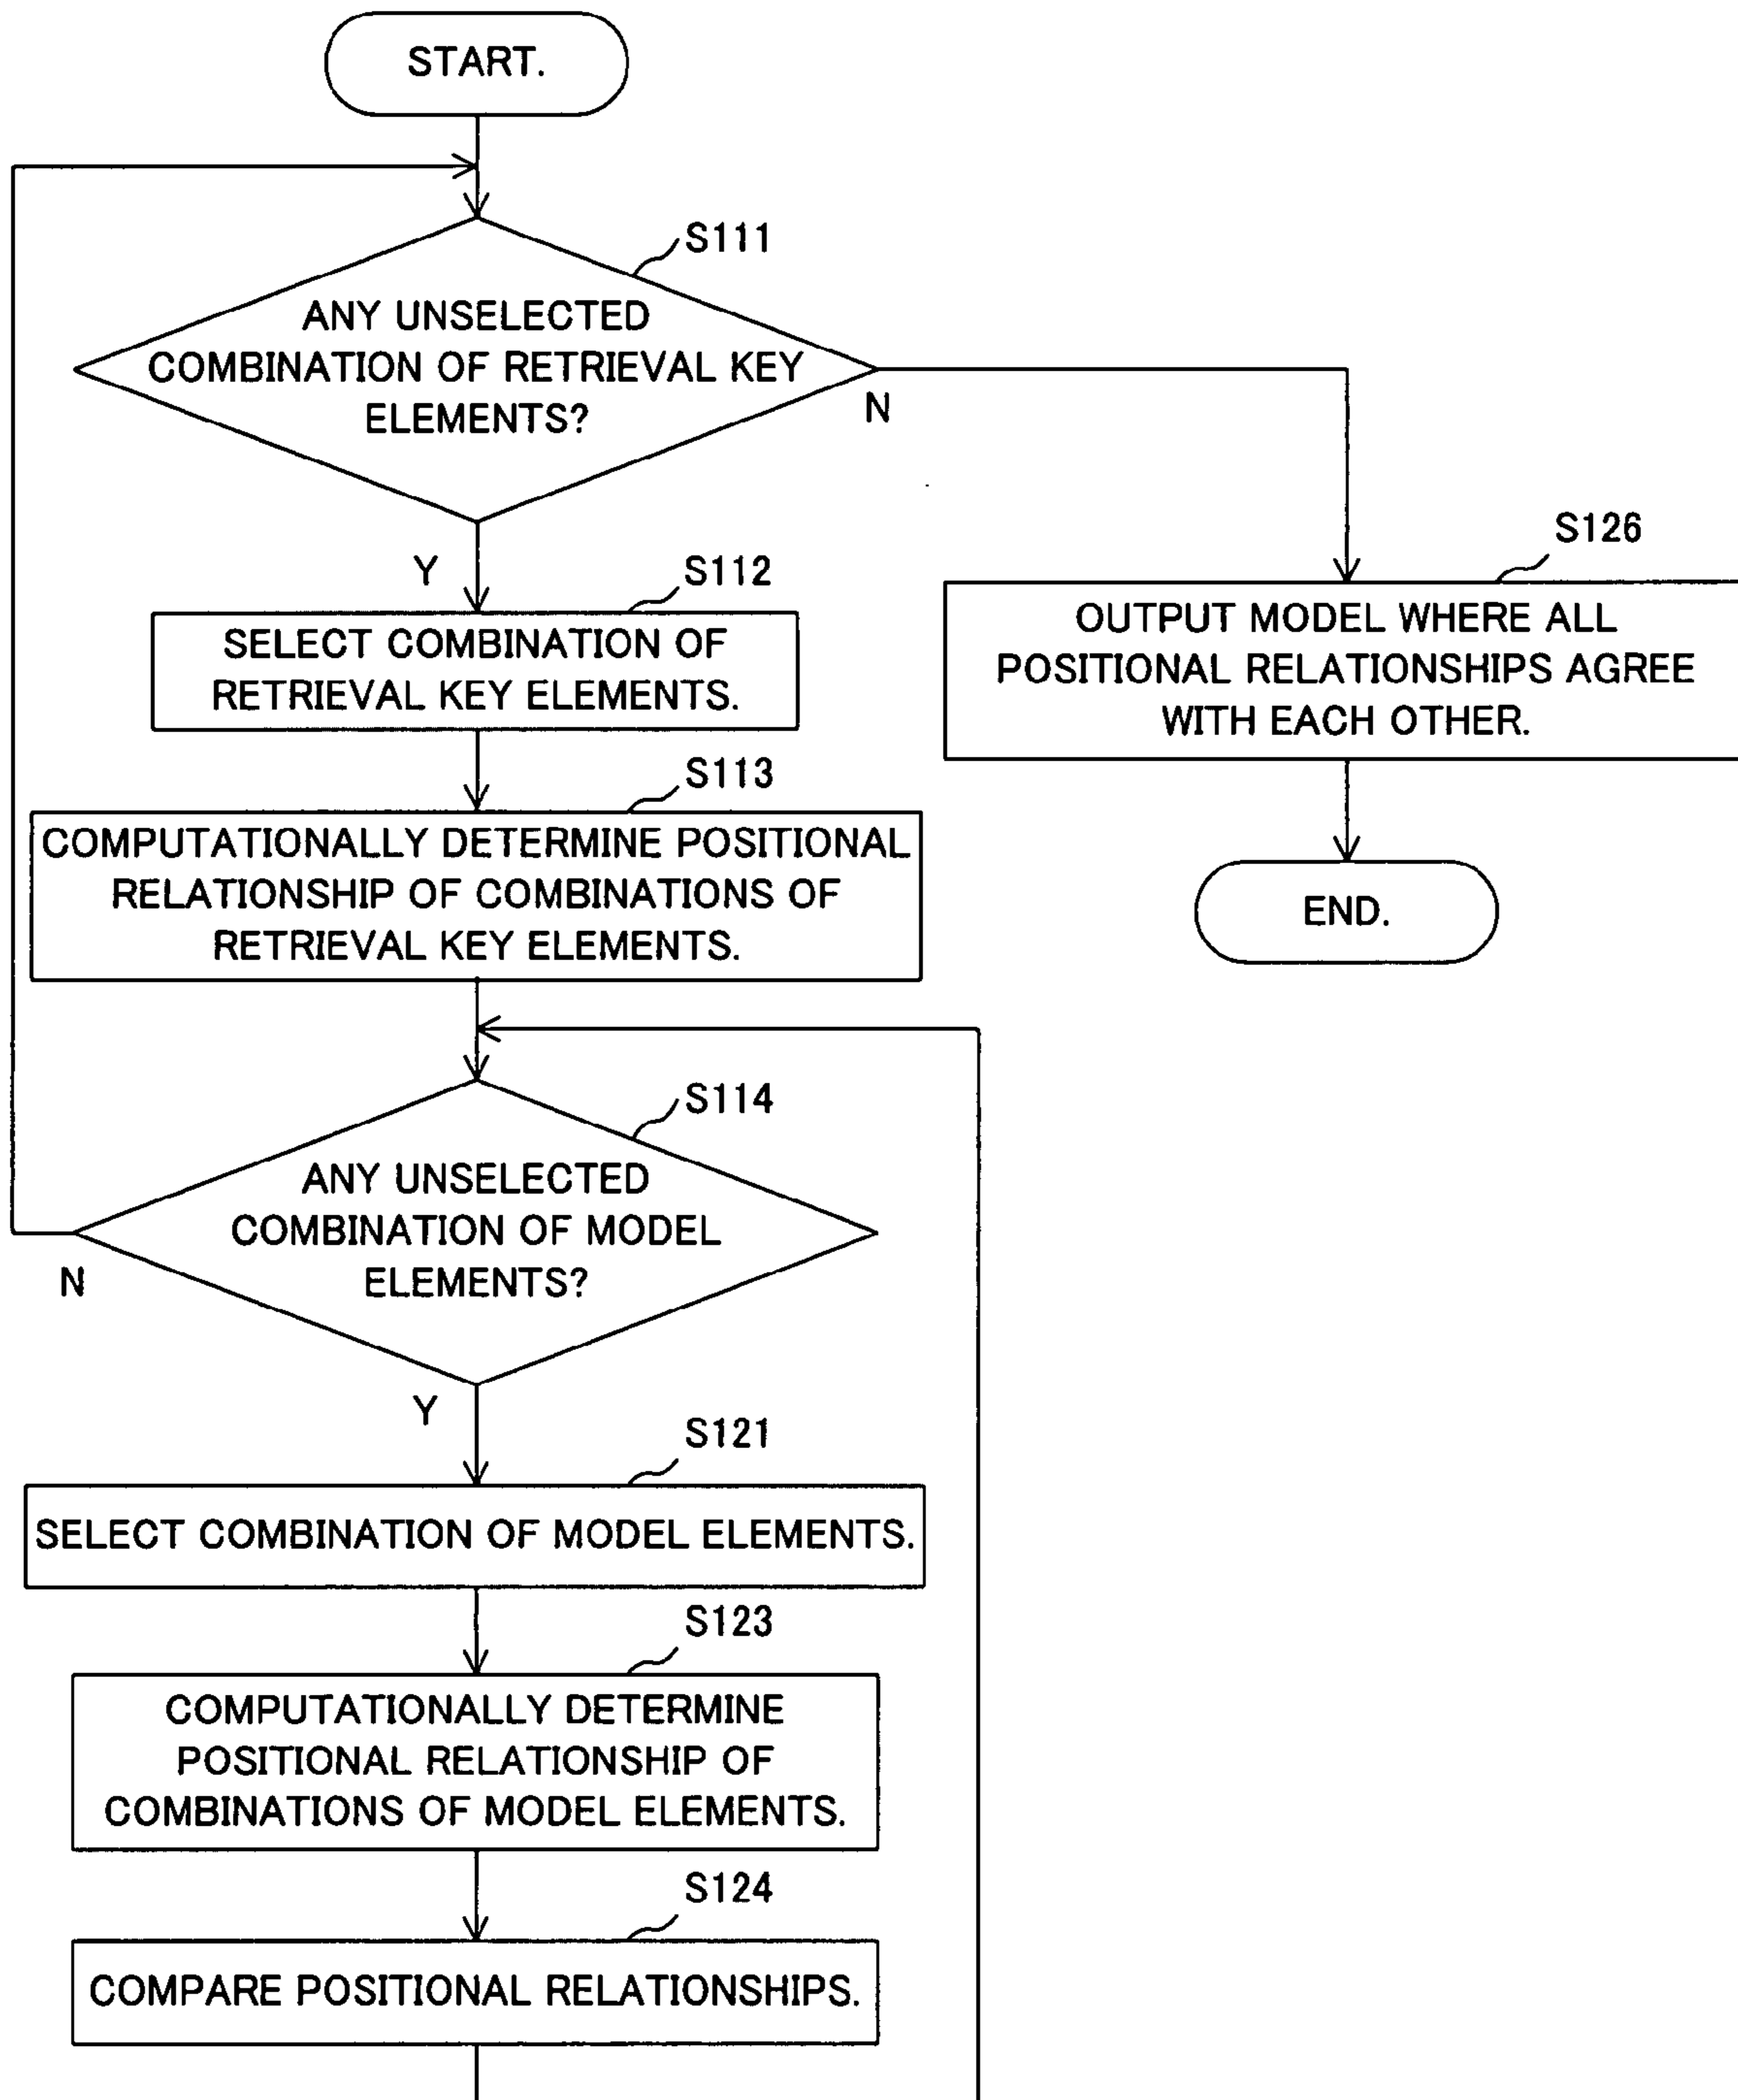 START.
S111
ANY UNSELECTED
COMBINATION OF RETRIEVAL KEY
ELEMENTS?
N
Y
S112
SELECT COMBINATION OF
RETRIEVAL KEY ELEMENTS.
S126
OUTPUT MODEL WHERE ALL
POSITIONAL RELATIONSHIPS AGREE
WITH EACH OTHER.
S113
COMPUTATIONALLY DETERMINE POSITIONAL
RELATIONSHIP OF COMBINATIONS OF
RETRIEVAL KEY ELEMENTS.
END.
S114
ANY UNSELECTED
COMBINATION OF MODEL
ELEMENTS?
N
Y
S121
SELECT COMBINATION OF MODEL ELEMENTS.
S123
COMPUTATIONALLY DETERMINE
POSITIONAL RELATIONSHIP OF
COMBINATIONS OF MODEL ELEMENTS.
S124
COMPARE POSITIONAL RELATIONSHIPS.